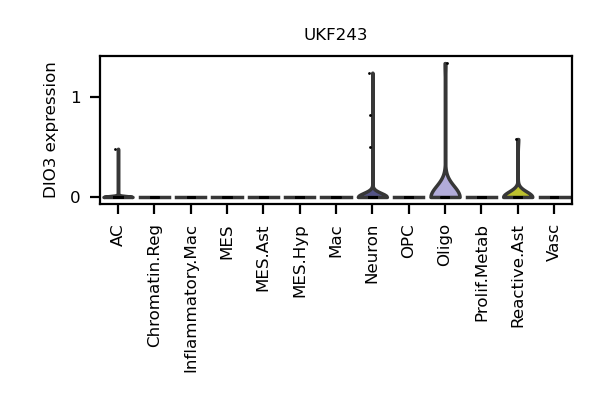 UKF243
DIO3 expression
1
0
AC
Chromatin.Reg
Inflammatory.Mac
MES
MES.Ast
MES.Hyp
Mac
Neuron
OPC
Oligo
Prolif.Metab
Reactive.Ast
Vasc